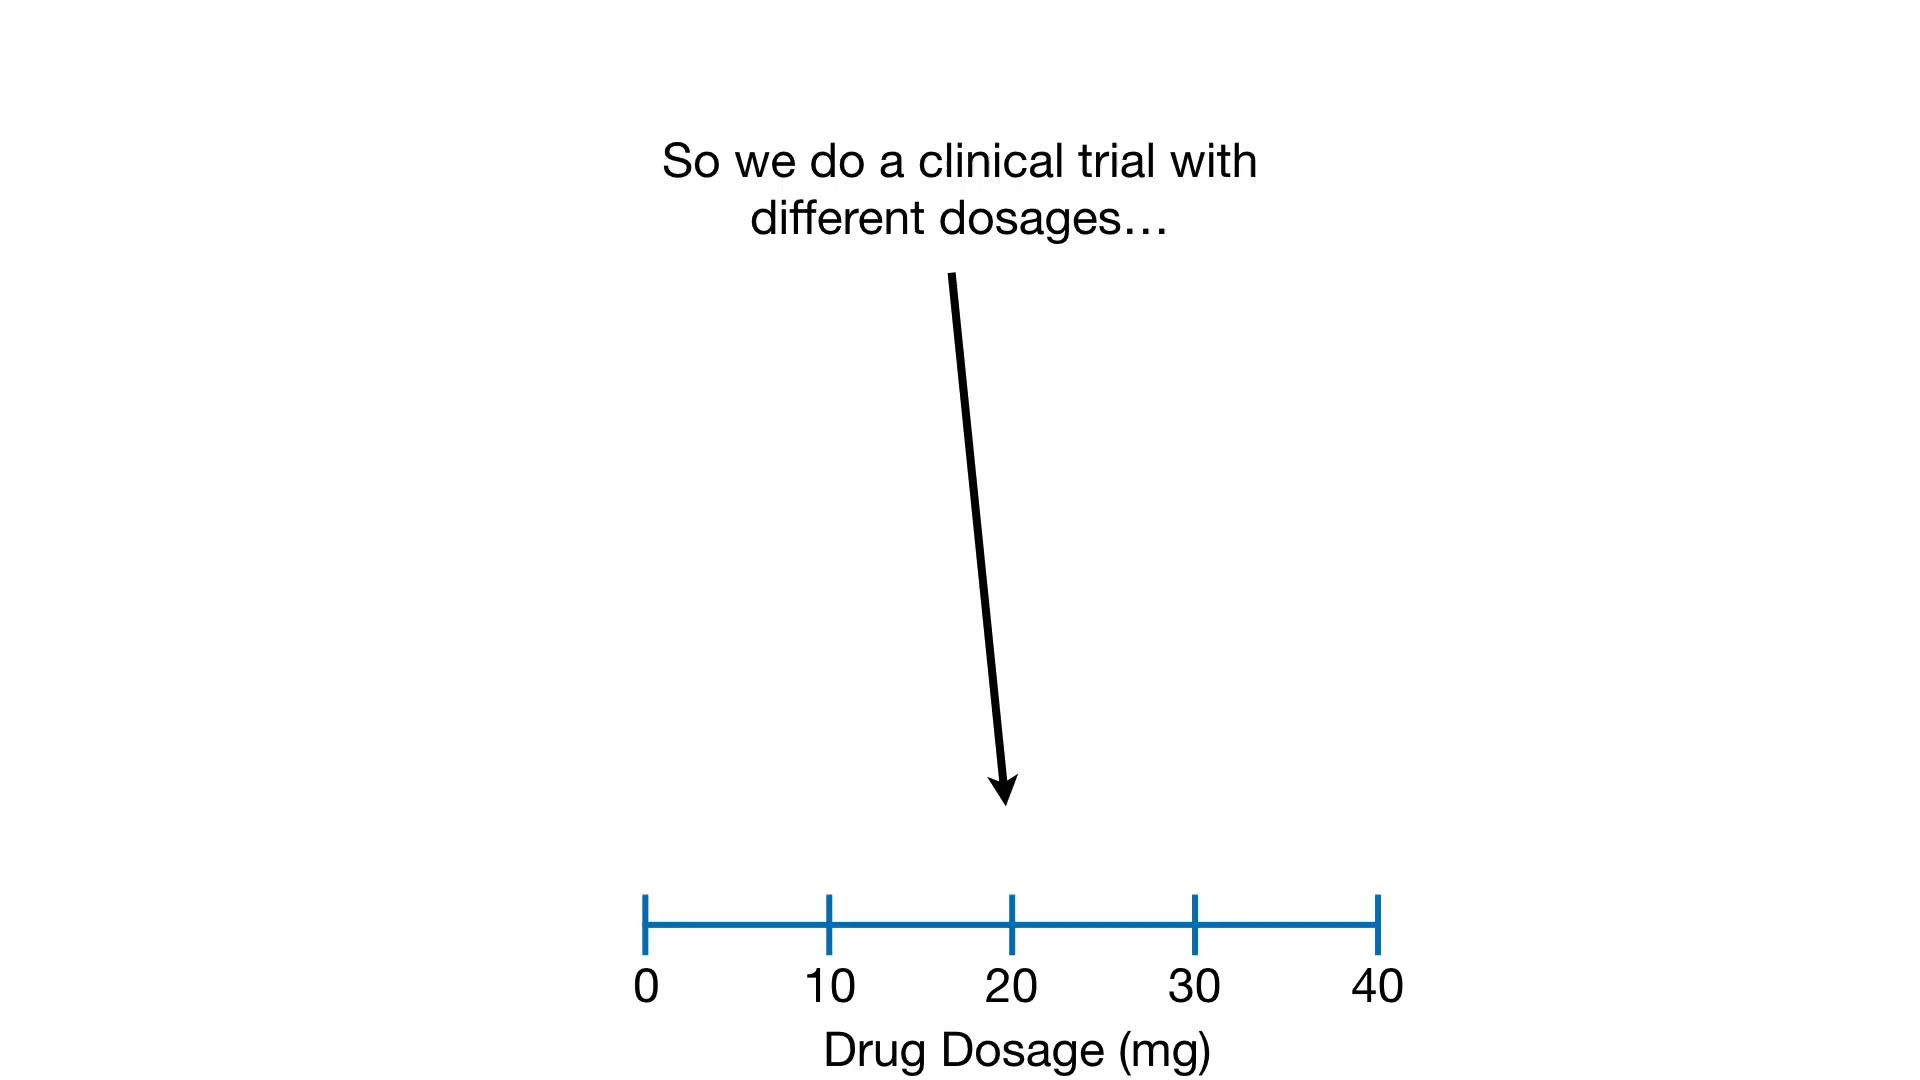 So we do a clinical trial with
different dosages…
0 10 20 30 40
Drug Dosage (mg)